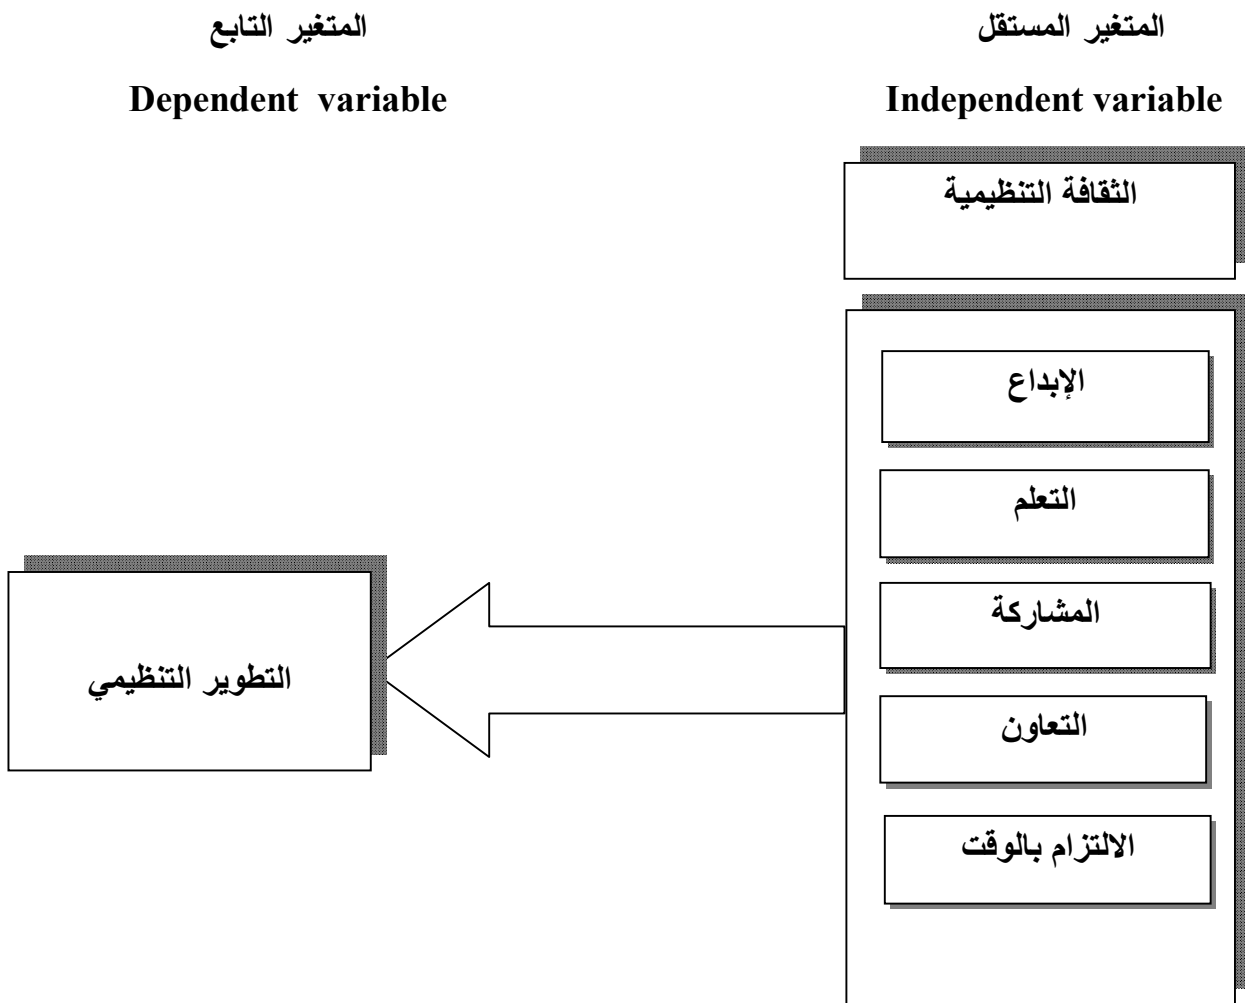 المتغير المستقل
المتغير التابع
Independent variable
Dependent variable
الثقافة التنظيمية
الإبداع
التعلم
المشاركة
التعاون
الالتزام بالوقت
التطوير التنظيمي